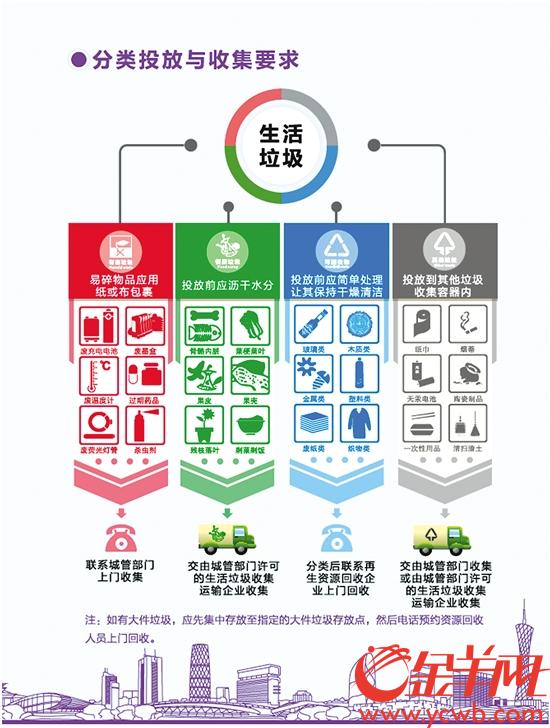 分类投放与收集要求
生活
垃圾
有害垃圾
易碎物品应用
纸或布包裹
废充电电池
废墨盒
废温度计
过期药品
废荧光灯管
杀虫剂
联系城管部门
上门收集
餐厨垃圾
投放前应沥干水分
骨骼内脏
菜梗菜叶
果皮
果壳
残枝落叶
剩菜剩饭
交由城管部门许可
的生活垃圾收集
运输企业收集
可回收物
投放前应简单处理
让其保持干燥清洁
玻璃类
木质类
金属类
塑料类
废纸类
织物类
分类后联系再
生资源回收企
业上门回收
其他垃圾
投放到其他垃圾
收集容器内
纸巾
烟蒂
无汞电池
陶瓷制品
一次性用品
清扫渣土
交由城管部门收集
或由城管部门许可
的生活垃圾收集
运输企业收集
注：如有大件垃圾，应先集中存放至指定的大件垃圾存放点，然后电话预约资源回收
人员上门回收。
金羊网
www.ycwb.com